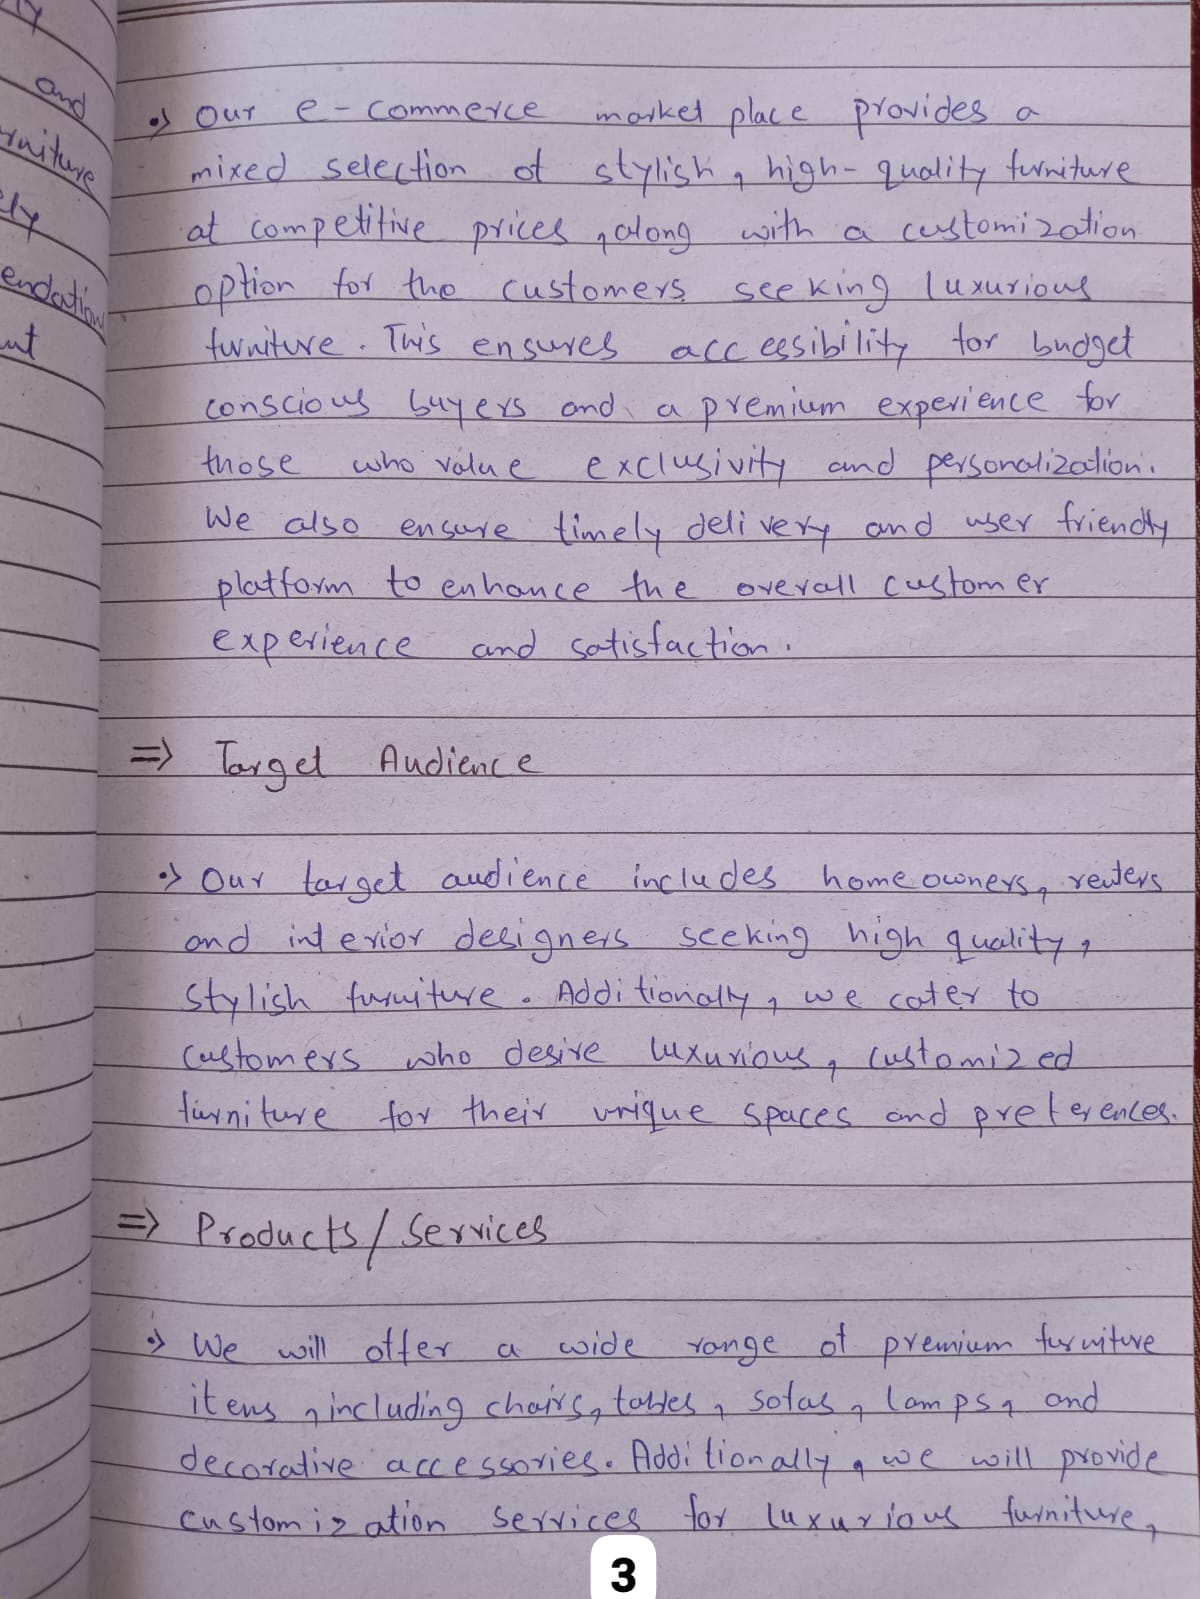 and
rniture
ely
endation
•> Our e-commerce market place provides a
mixed selection of stylish, high-quality furniture
at competitive prices, along with a customization
option for the customers seeking luxurious
furniture. This ensures accessibility for budget
conscious buyers and a premium experience for
those who value exclusivity and personalization.
We also ensure timely delivery and user friendly
platform to enhance the overall customer
experience and satisfaction.
=> Target Audience
•> Our target audience includes homeowners, renters
and interior designers seeking high quality,
stylish furniture. Additionally, we cater to
customers who desire luxurious, customized
furniture for their unique spaces and preferences.
=> Products/Services
•> We will offer a wide range of premium furniture
items, including chairs, tables, sofas, lamps, and
decorative accessories. Additionally, we will provide
customization services for luxurious furniture,
3